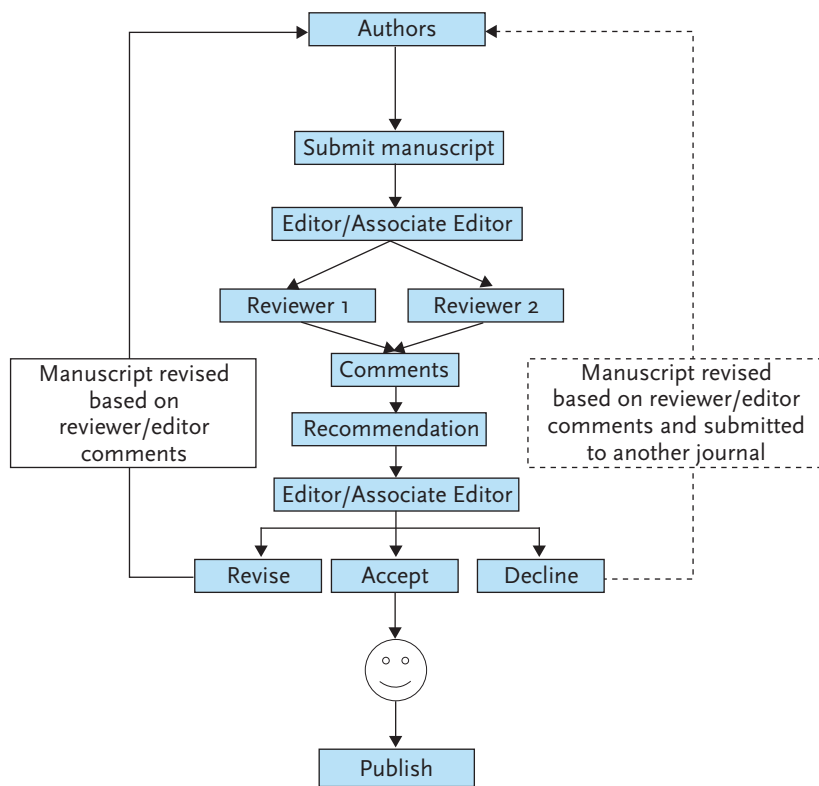 Authors
Submit manuscript
Editor/Associate Editor
Reviewer 1
Reviewer 2
Comments
Manuscript revised
based on
reviewer/editor
comments
Manuscript revised
based on reviewer/editor
comments and submitted
to another journal
Recommendation
Editor/Associate Editor
Revise
Accept
Decline
Publish